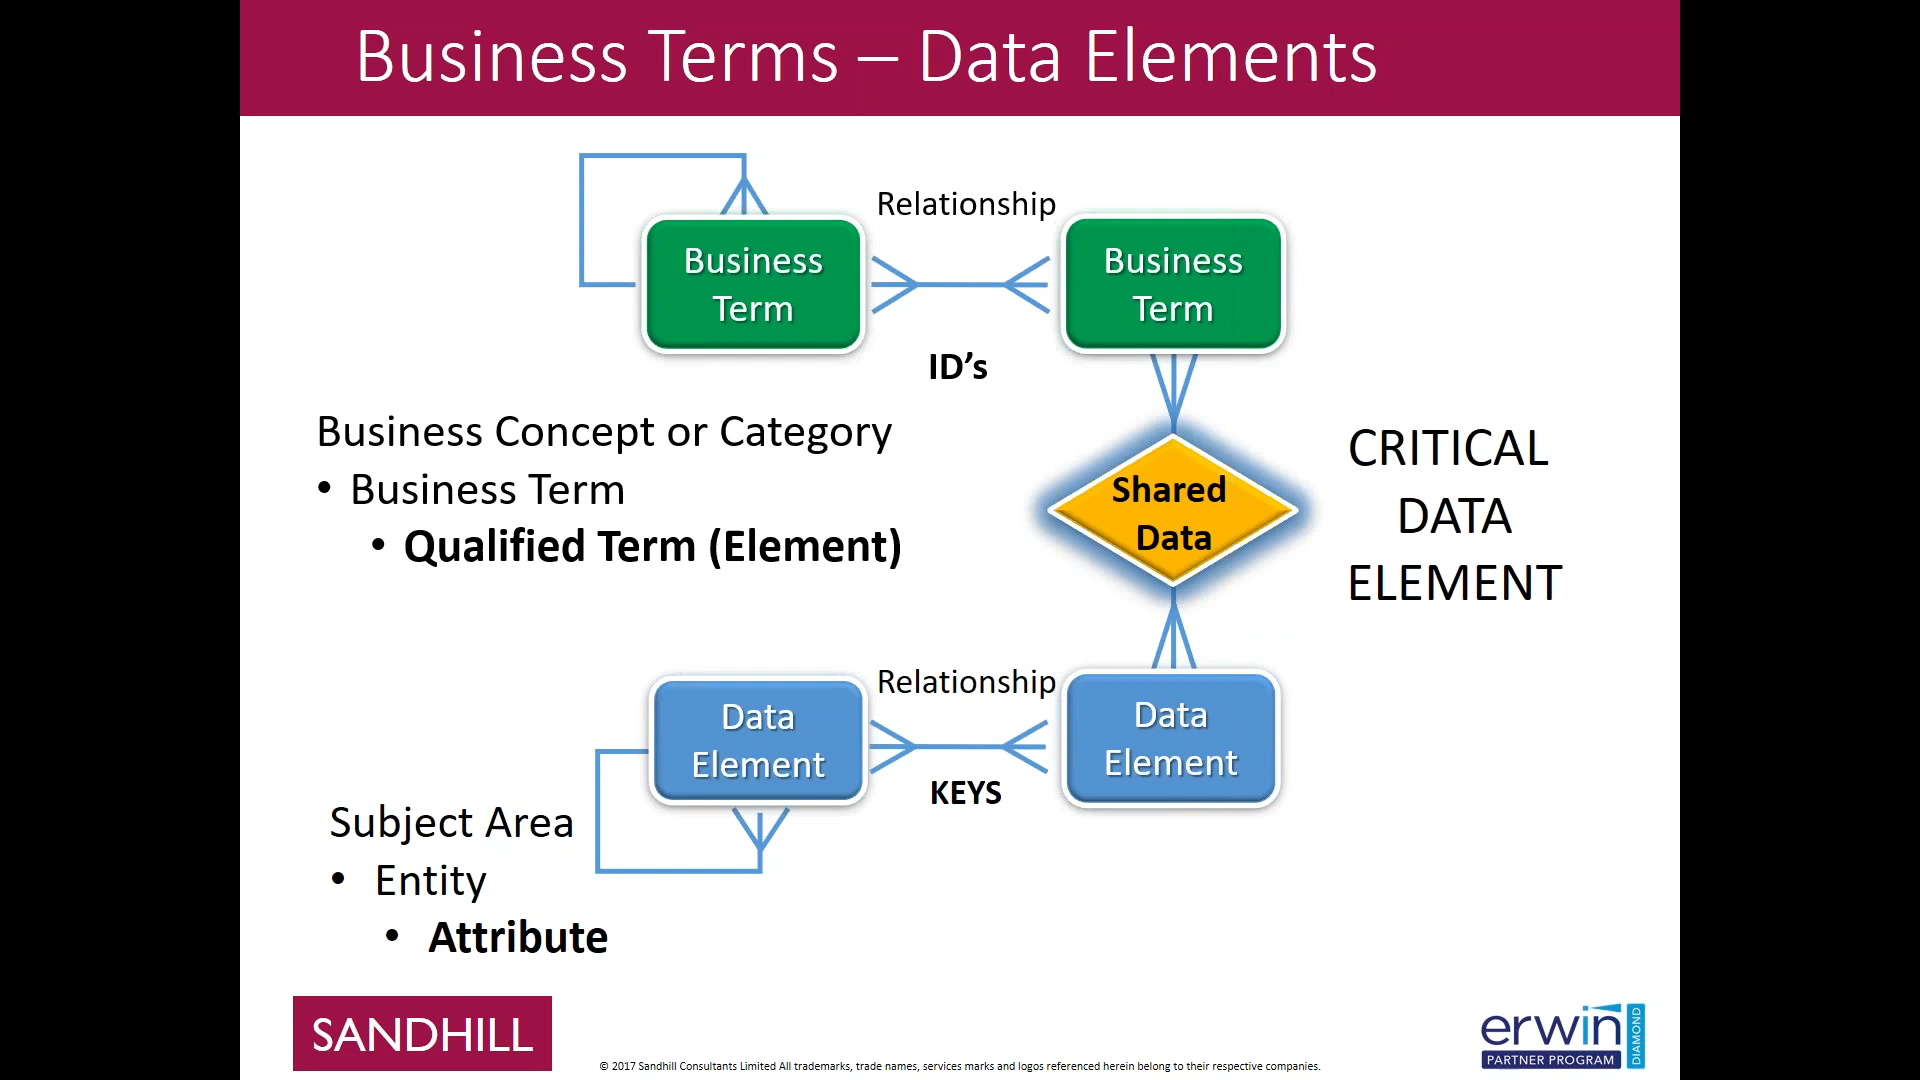 Business Terms – Data Elements
Relationship
Business
Term
Business
Term
ID’s
Business Concept or Category
• Business Term
• Qualified Term (Element)
Shared
Data
CRITICAL
DATA
ELEMENT
Relationship
Data
Element
Data
Element
KEYS
Subject Area
• Entity
• Attribute
SANDHILL
© 2017 Sandhill Consultants Limited All trademarks, trade names, services marks and logos referenced herein belong to their respective companies.
erwin
PARTNER PROGRAM
DIAMOND